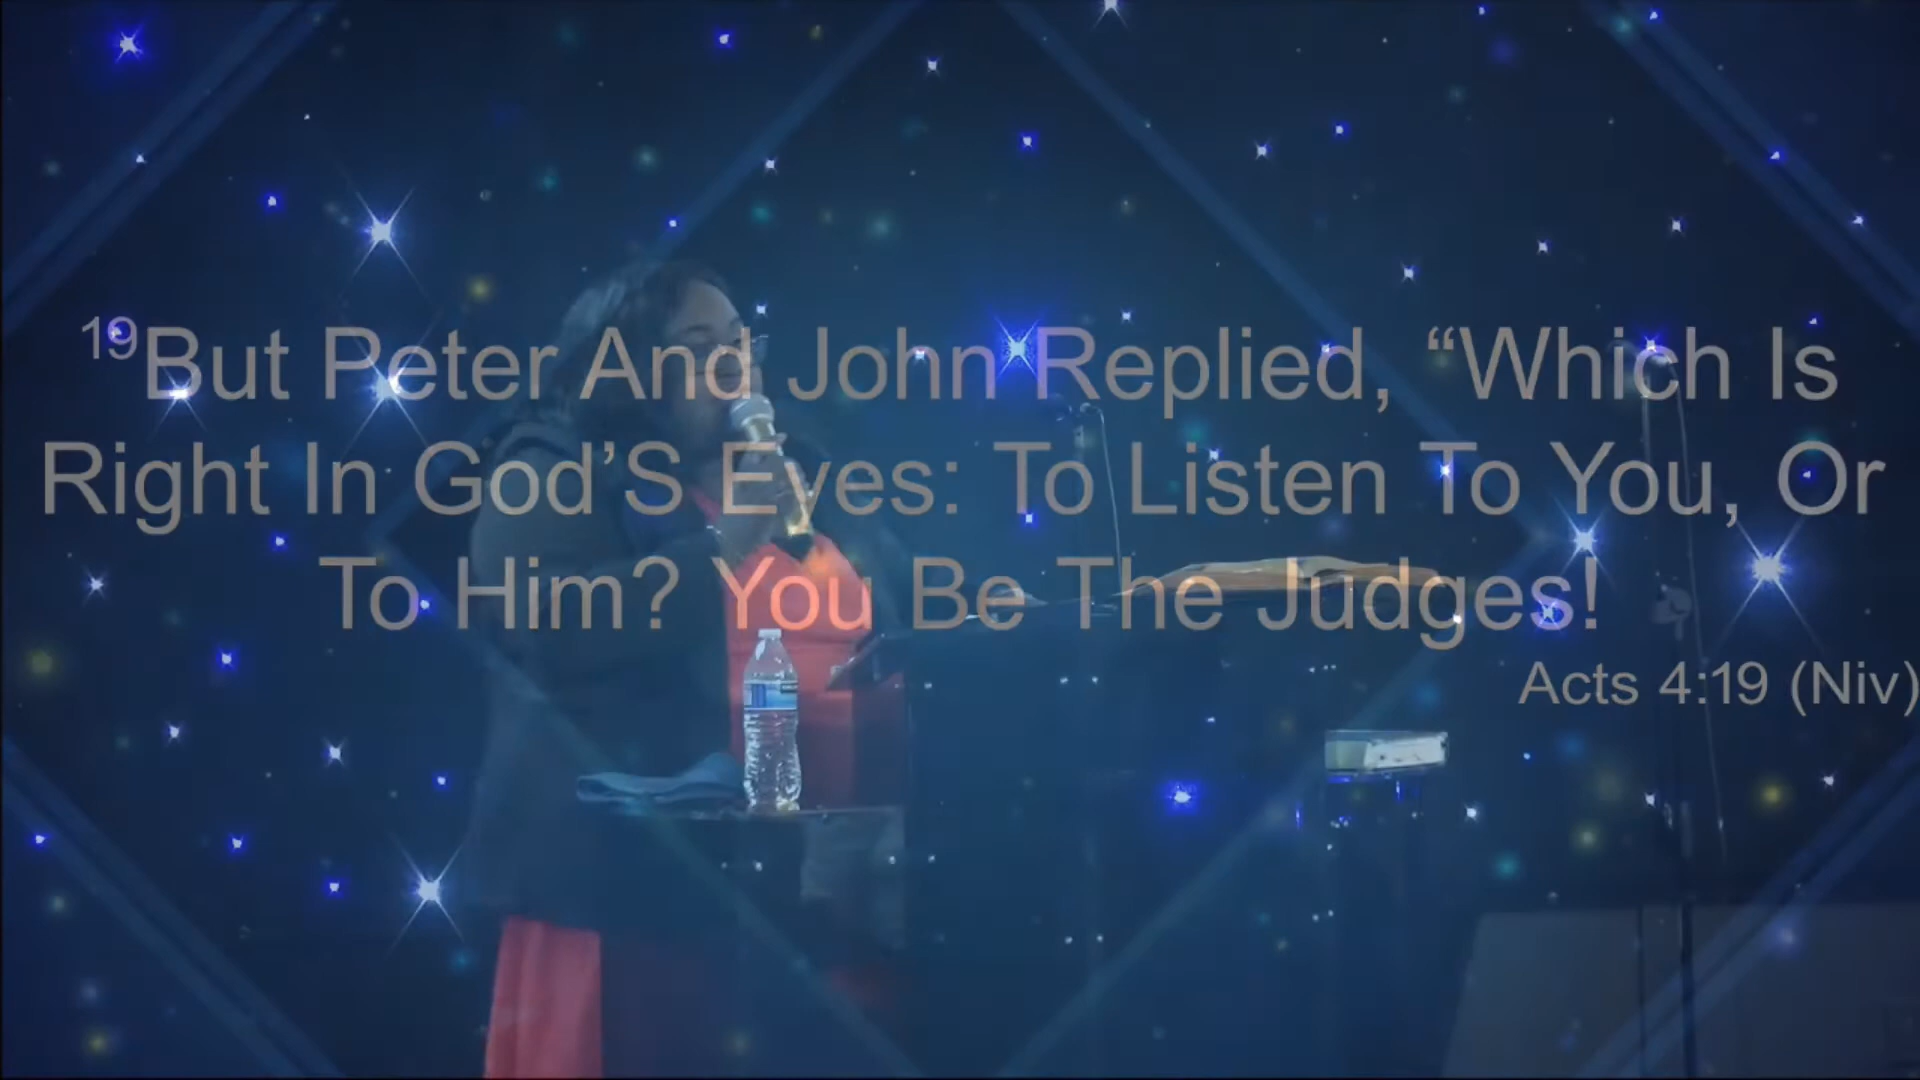 19But Peter And John Replied, “Which Is
Right In God’S Eyes: To Listen To You, Or
To Him? You Be The Judges!
Acts 4:19 (Niv)